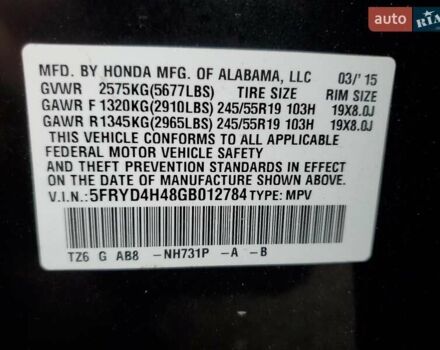 auto RIA
MFD. BY HONDA MFG. OF ALABAMA, LLC 03/'15
GVWR 2575KG(5677LBS) TIRE SIZE RIM SIZE
GAWR F 1320KG(2910LBS) 245/55R19 103H 19X8.0J
GAWR R 1345KG(2965LBS) 245/55R19 103H 19X8.0J
THIS VEHICLE CONFORMS TO ALL APPLICABLE
FEDERAL MOTOR VEHICLE SAFETY
AND THEFT PREVENTION STANDARDS IN
EFFECT ON THE DATE OF MANUFACTURE SHOWN ABOVE.
V.I.N.: 5FRYD4H48GB012784 TYPE: MPV
TZ6 G AB8 -NH731P -A -B